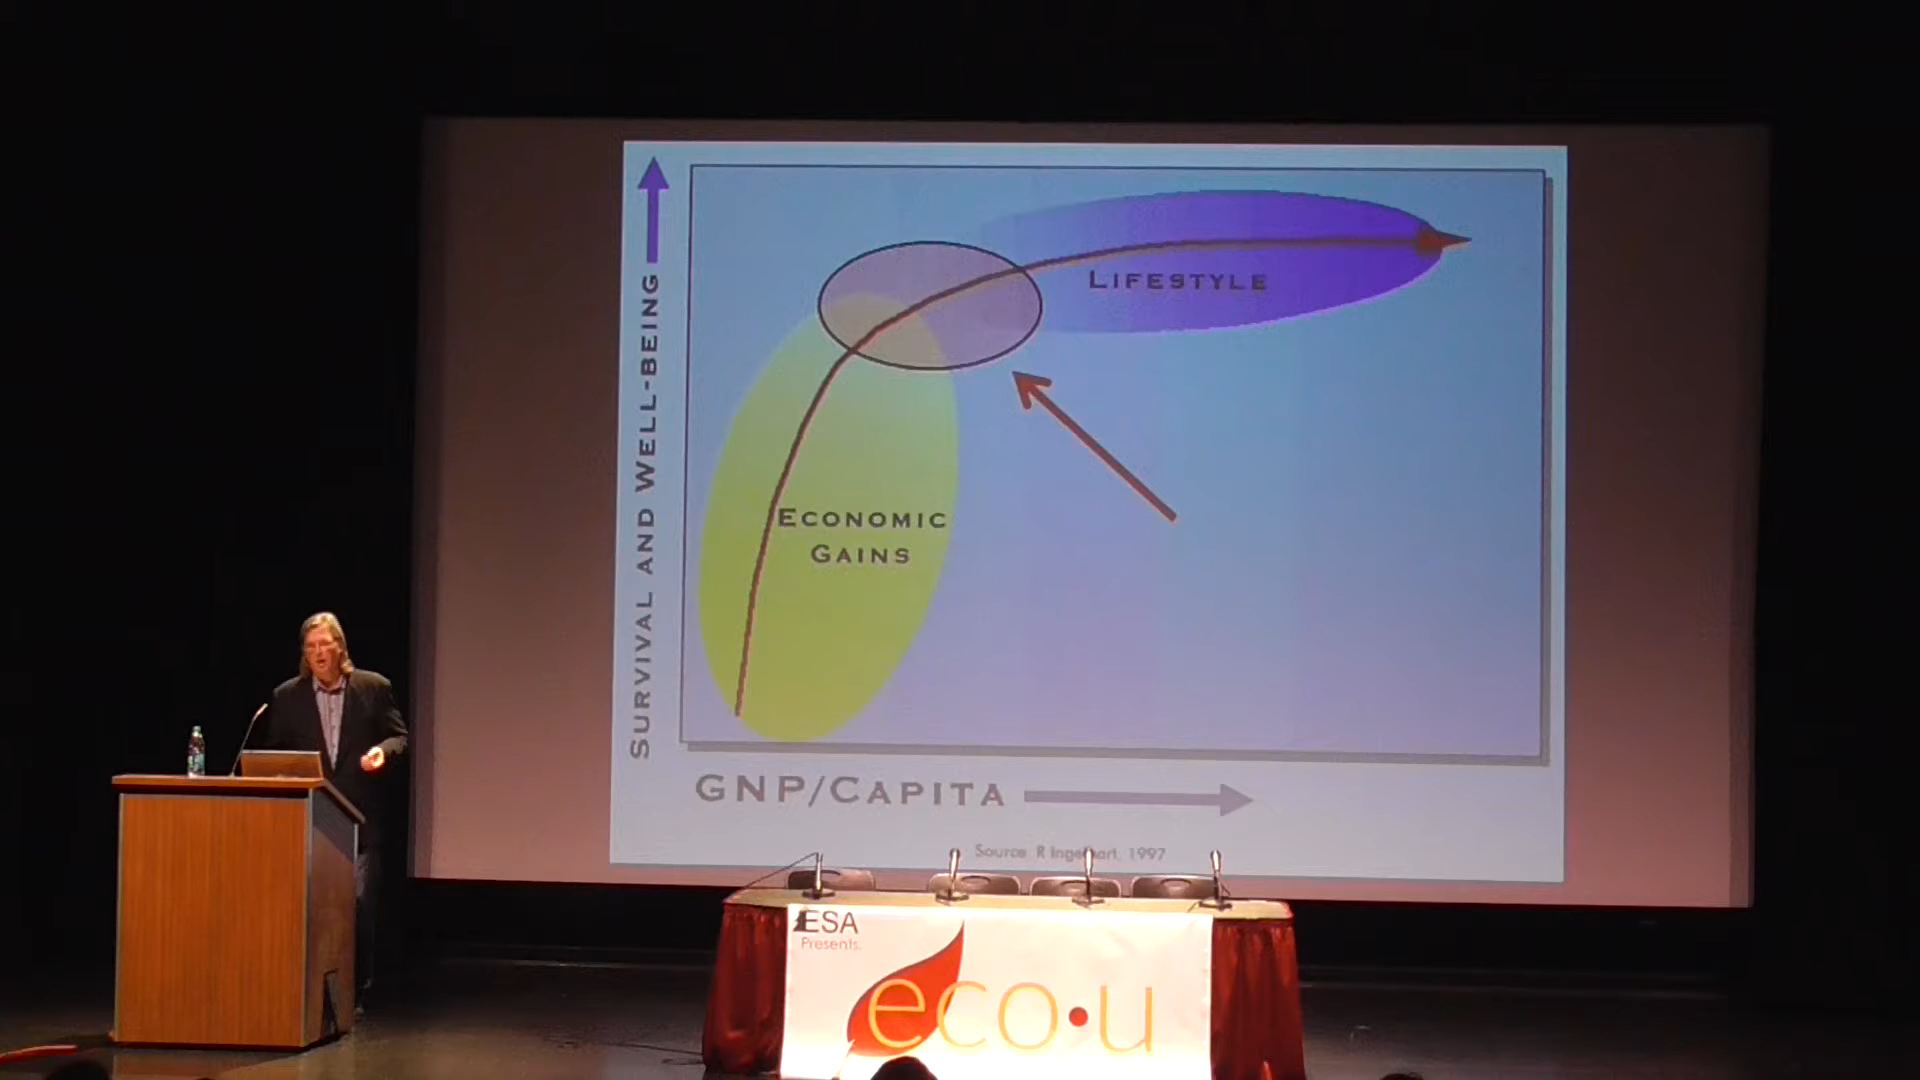 SURVIVAL AND WELL-BEING
LIFESTYLE
ECONOMIC
GAINS
GNP/CAPITA
Source: R Inglehart, 1997
ESA
Presents:
eco·u